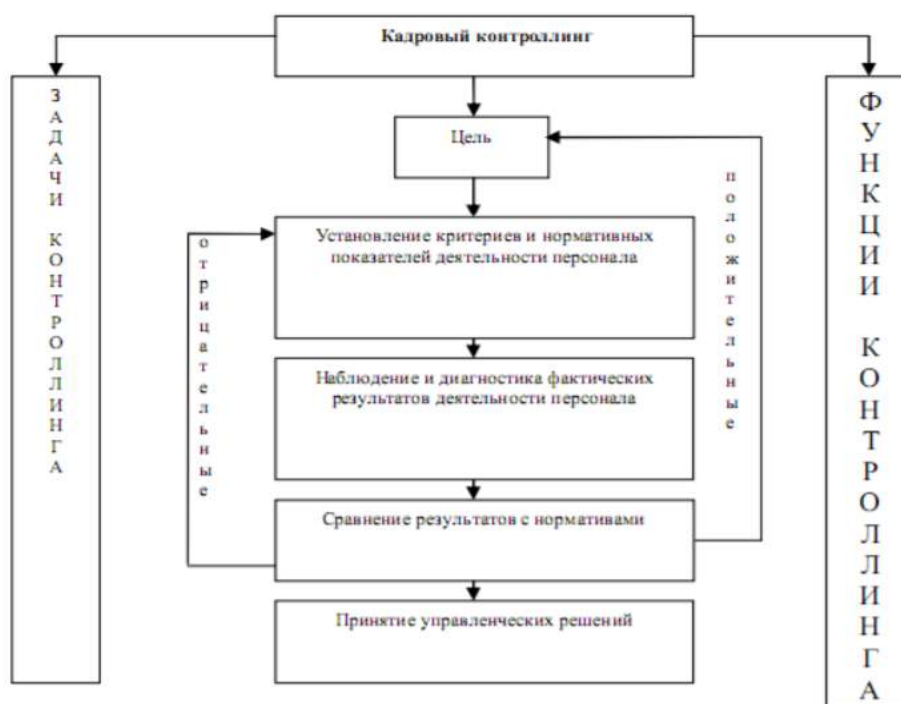 Кадровый контроллинг
ЗАДАЧИ КОНТРОЛЛИНГА
Цель
ФУНКЦИИ КОНТРОЛЛИНГА
положительные
отрицательные
Установление критериев и нормативных
показателей деятельности персонала
Наблюдение и диагностика фактических
результатов деятельности персонала
Сравнение результатов с нормативами
Принятие управленческих решений